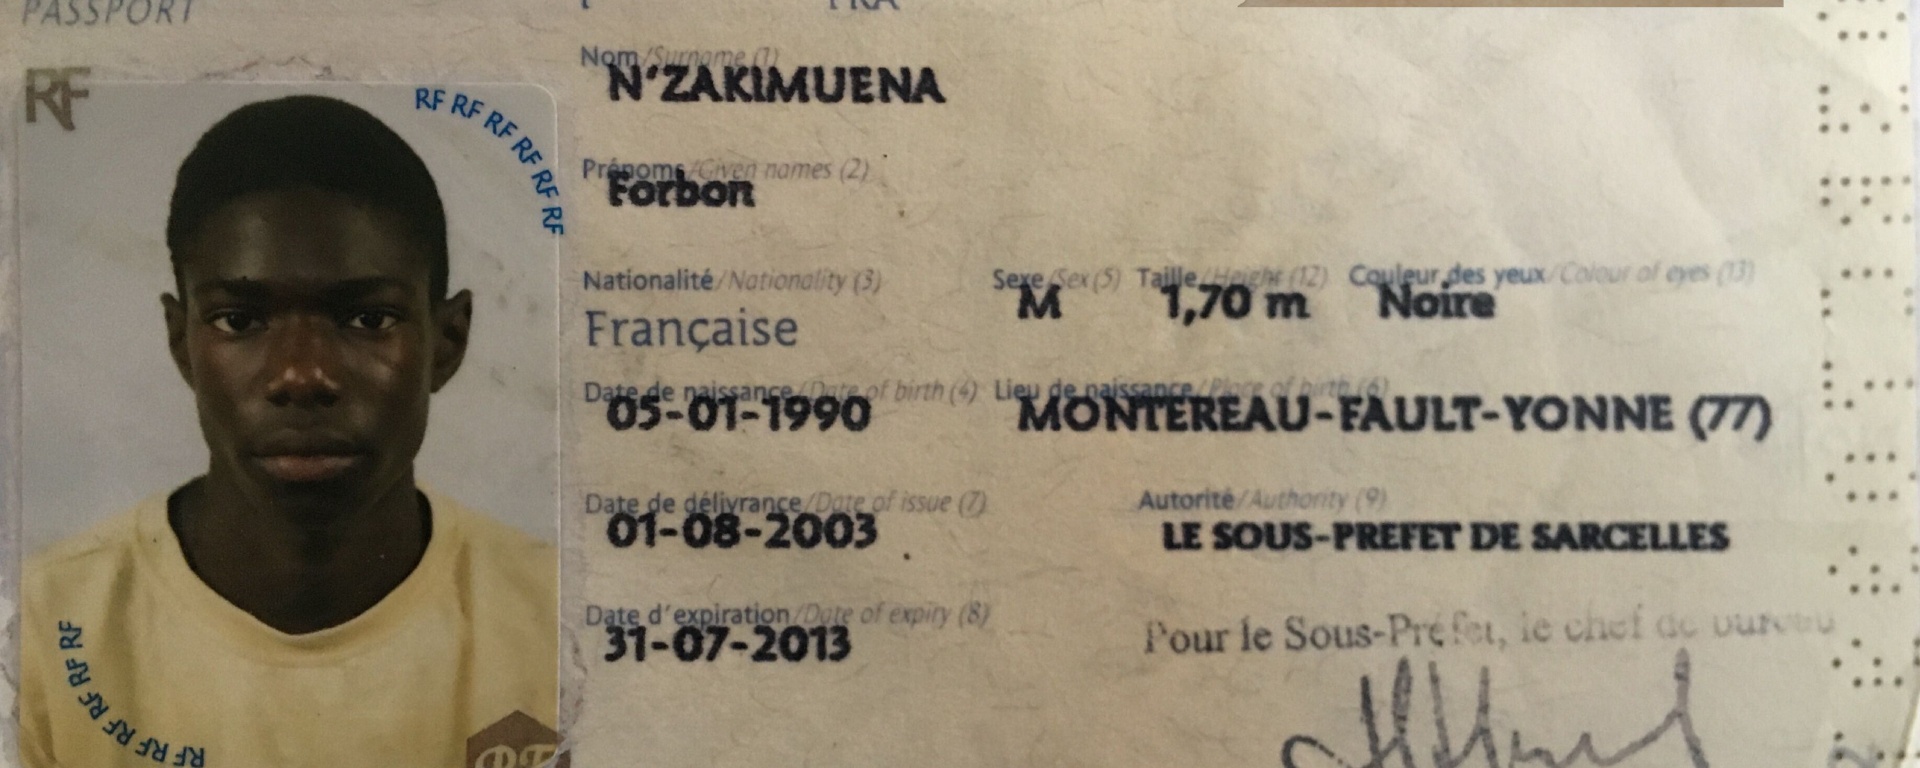 PASSPORT
FRA
RF
RF RF RF RF RF RF
Nom/Surname (1)
N'ZAKIMUENA
Prénoms/Given names (2)
Forbon
Nationalité/Nationality (3)
Française
Sexe/Sex (5) Taille/Height (12) Couleur des yeux/Colour of eyes (13)
M 1,70 m Noire
Date de naissance/Date of birth (4) Lieu de naissance/Place of birth (6)
05-01-1990 MONTEREAU-FAULT-YONNE (77)
Date de délivrance/Date of issue (7) Autorité/Authority (9)
01-08-2003 LE SOUS-PREFET DE SARCELLES
Date d'expiration/Date of expiry (8)
31-07-2013
Pour le Sous-Préfet, le chef de bureau
RF RF RF RF RF RF